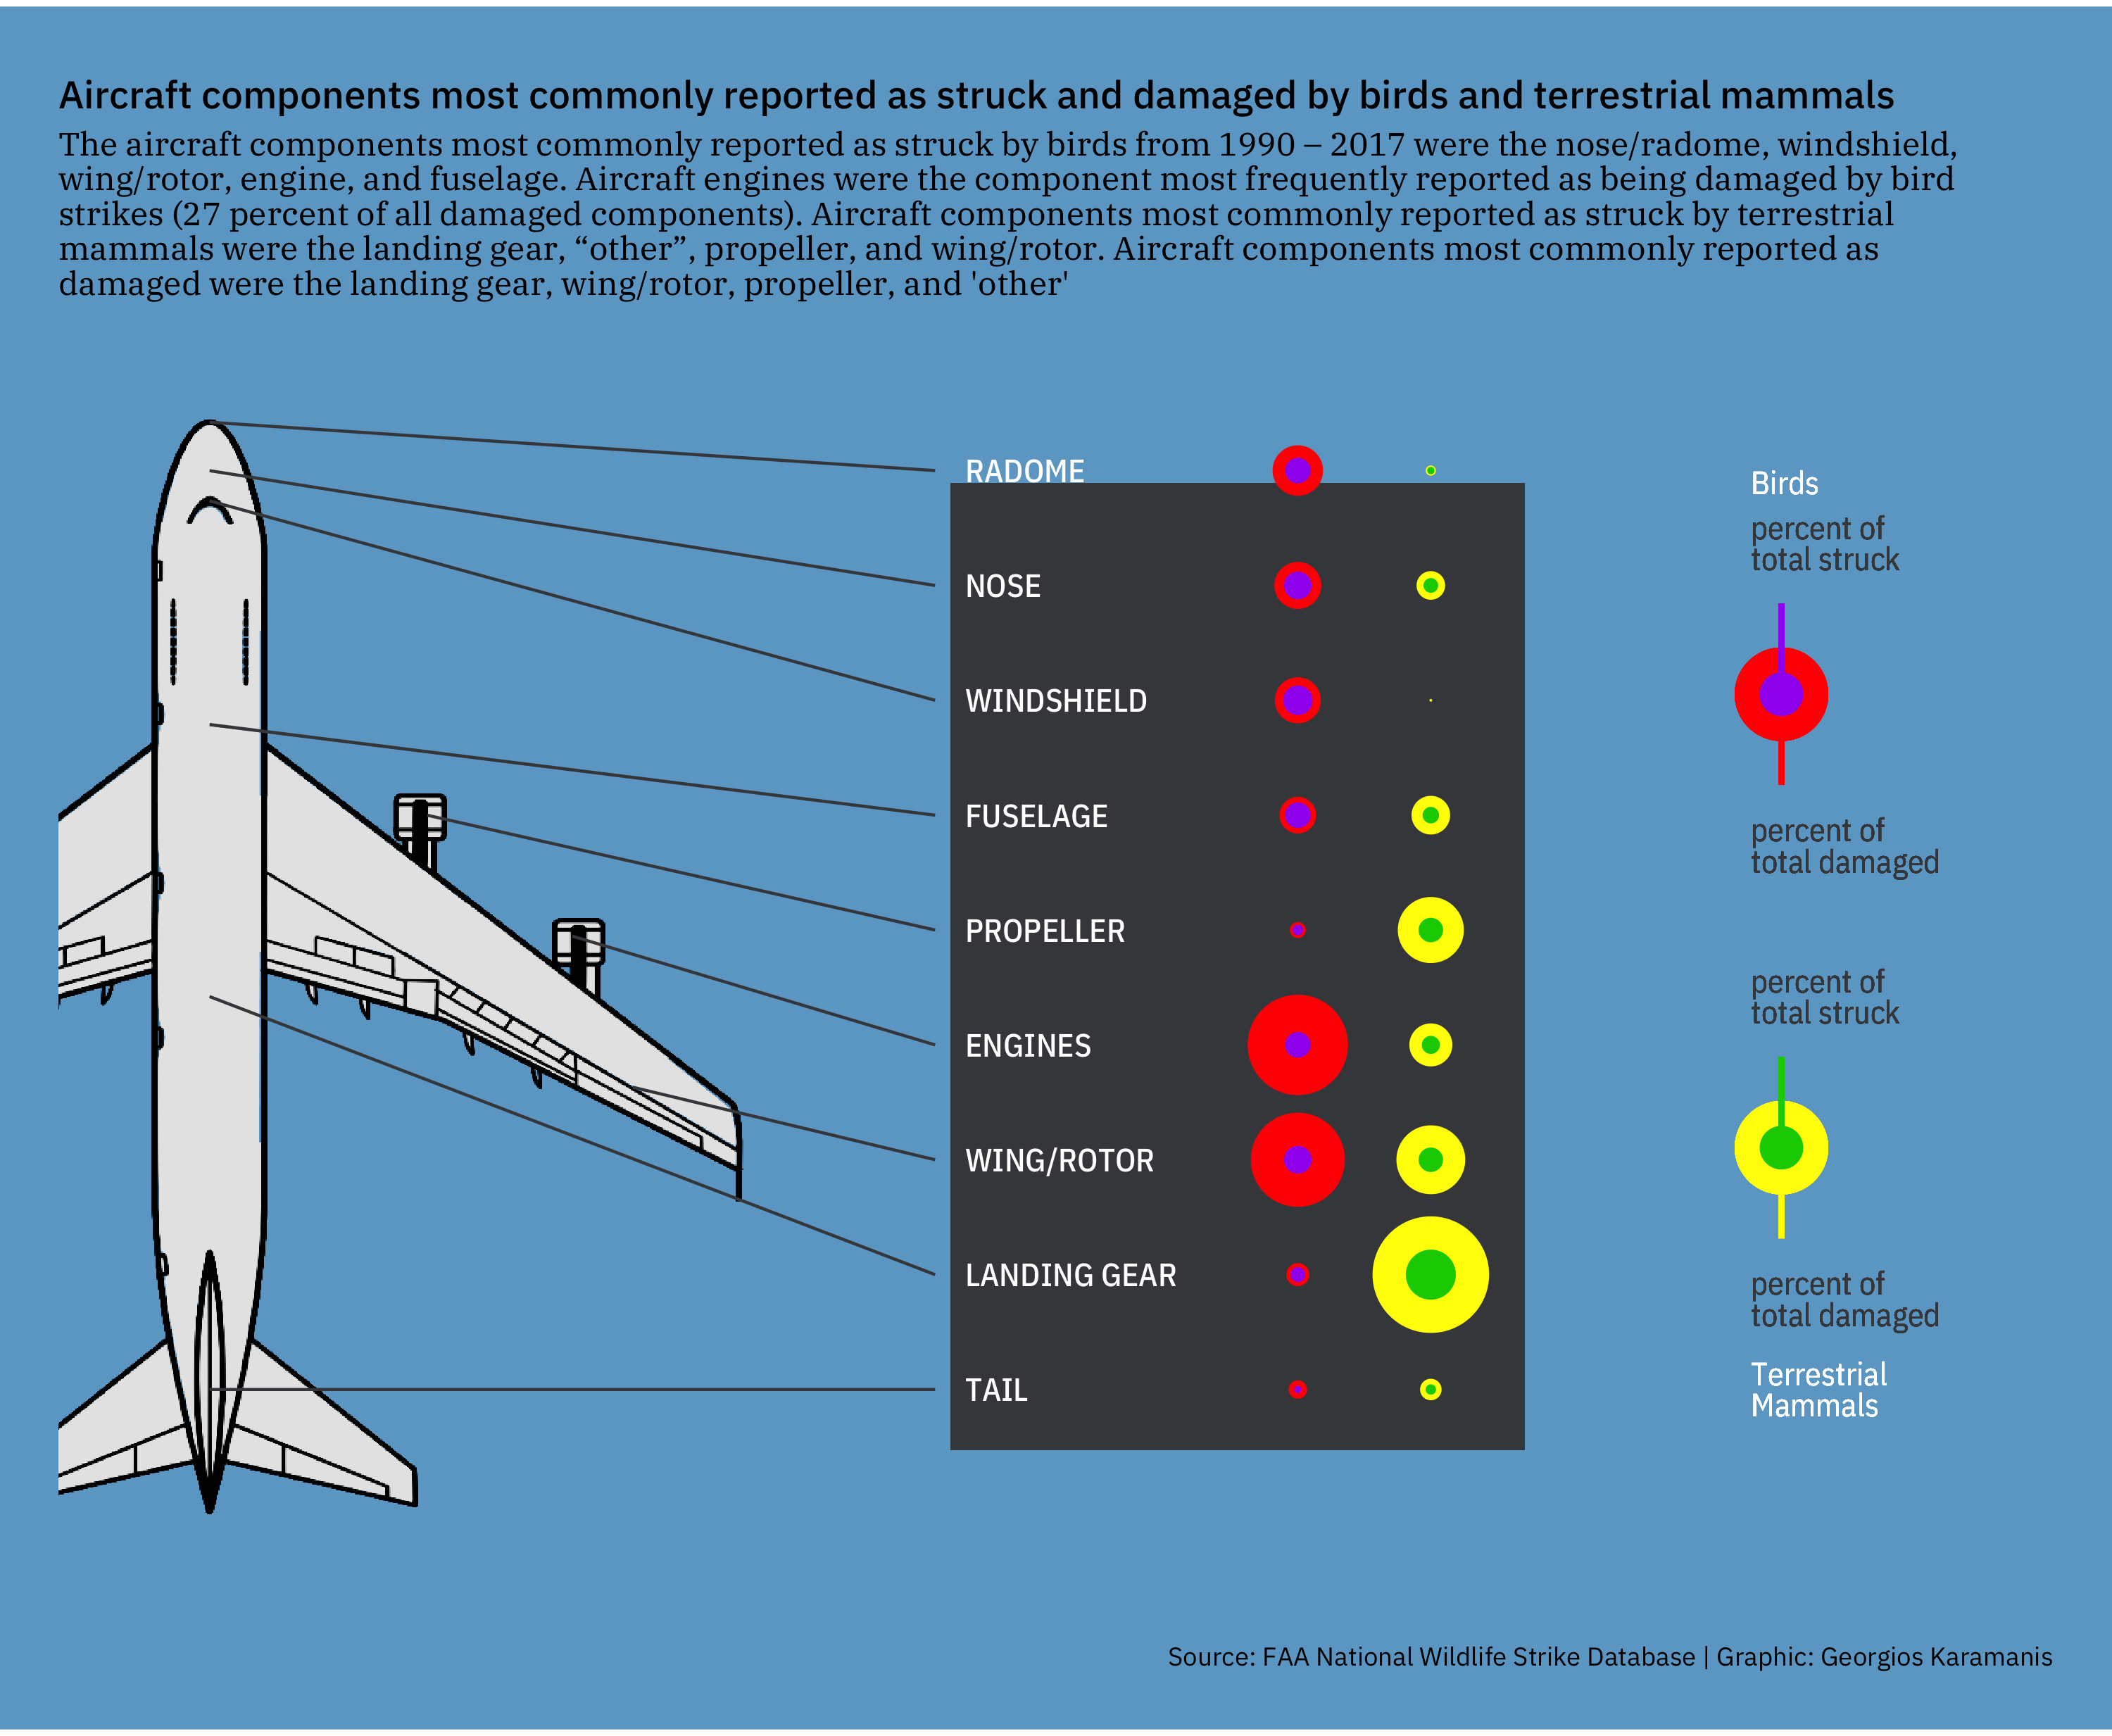 Aircraft components most commonly reported as struck and damaged by birds and terrestrial mammals
The aircraft components most commonly reported as struck by birds from 1990 – 2017 were the nose/radome, windshield,
wing/rotor, engine, and fuselage. Aircraft engines were the component most frequently reported as being damaged by bird
strikes (27 percent of all damaged components). Aircraft components most commonly reported as struck by terrestrial
mammals were the landing gear, “other”, propeller, and wing/rotor. Aircraft components most commonly reported as
damaged were the landing gear, wing/rotor, propeller, and 'other'
RADOME
NOSE
WINDSHIELD
FUSELAGE
PROPELLER
ENGINES
WING/ROTOR
LANDING GEAR
TAIL
Birds
percent of
total struck
percent of
total damaged
percent of
total struck
percent of
total damaged
Terrestrial
Mammals
Source: FAA National Wildlife Strike Database | Graphic: Georgios Karamanis